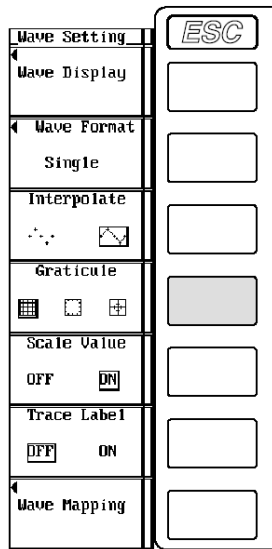 ESC
Wave Setting
Wave Display
Wave Format
Single
Interpolate
Graticule
Scale Value
OFF ON
Trace Label
OFF ON
Wave Mapping